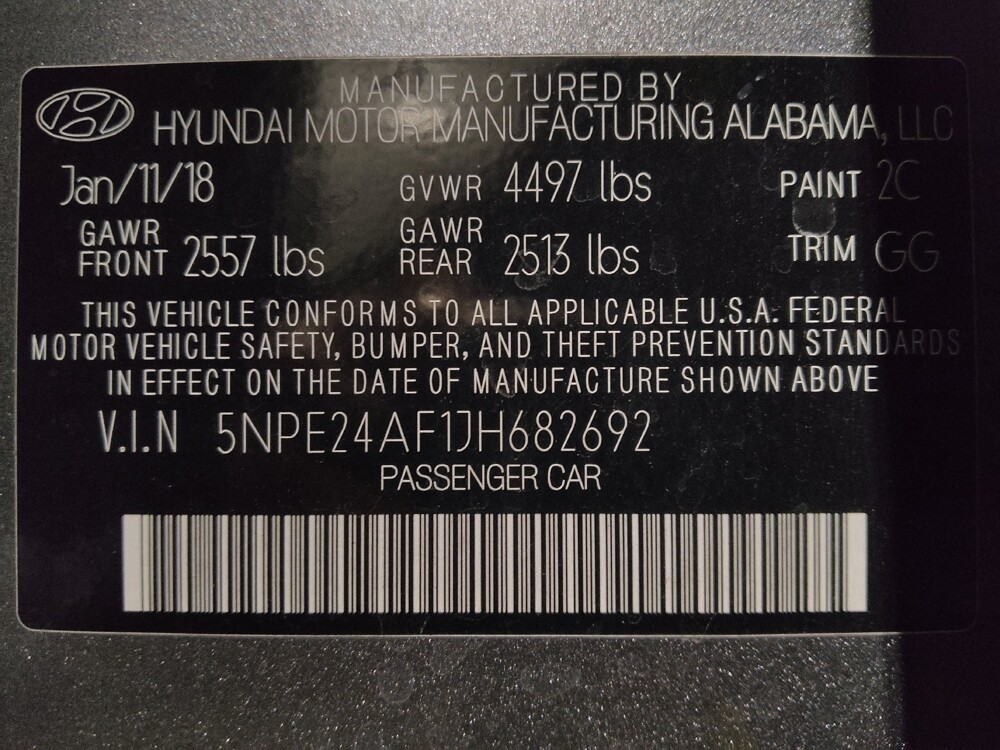 MANUFACTURED BY
HYUNDAI MOTOR MANUFACTURING ALABAMA, LLC
Jan/11/18 GVWR 4497 lbs PAINT 2C
GAWR FRONT 2557 lbs GAWR REAR 2513 lbs TRIM GG
THIS VEHICLE CONFORMS TO ALL APPLICABLE U.S.A. FEDERAL
MOTOR VEHICLE SAFETY, BUMPER, AND THEFT PREVENTION STANDARDS
IN EFFECT ON THE DATE OF MANUFACTURE SHOWN ABOVE
V.I.N 5NPE24AF1JH682692
PASSENGER CAR